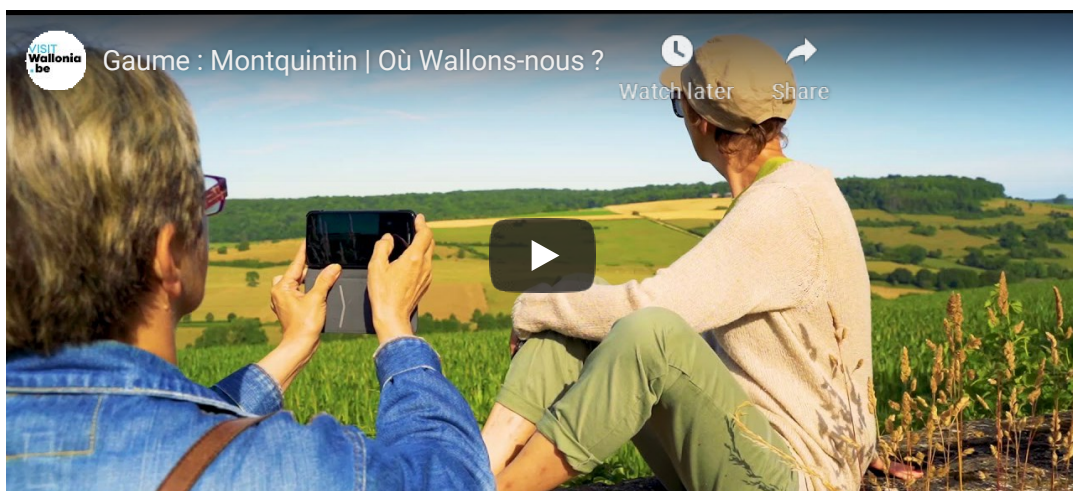 VISIT
Wallonia
.be
Gaume : Montquintin | Où Wallons-nous ?
Watch later
Share